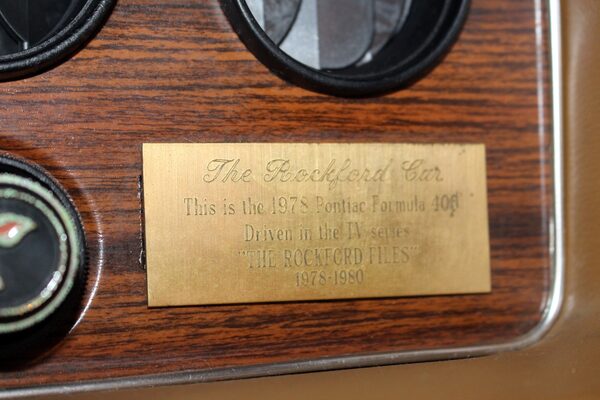 The Rockford Car
This is the 1978 Pontiac Formula 400
Driven in the TV series
"THE ROCKFORD FILES"
1978-1980